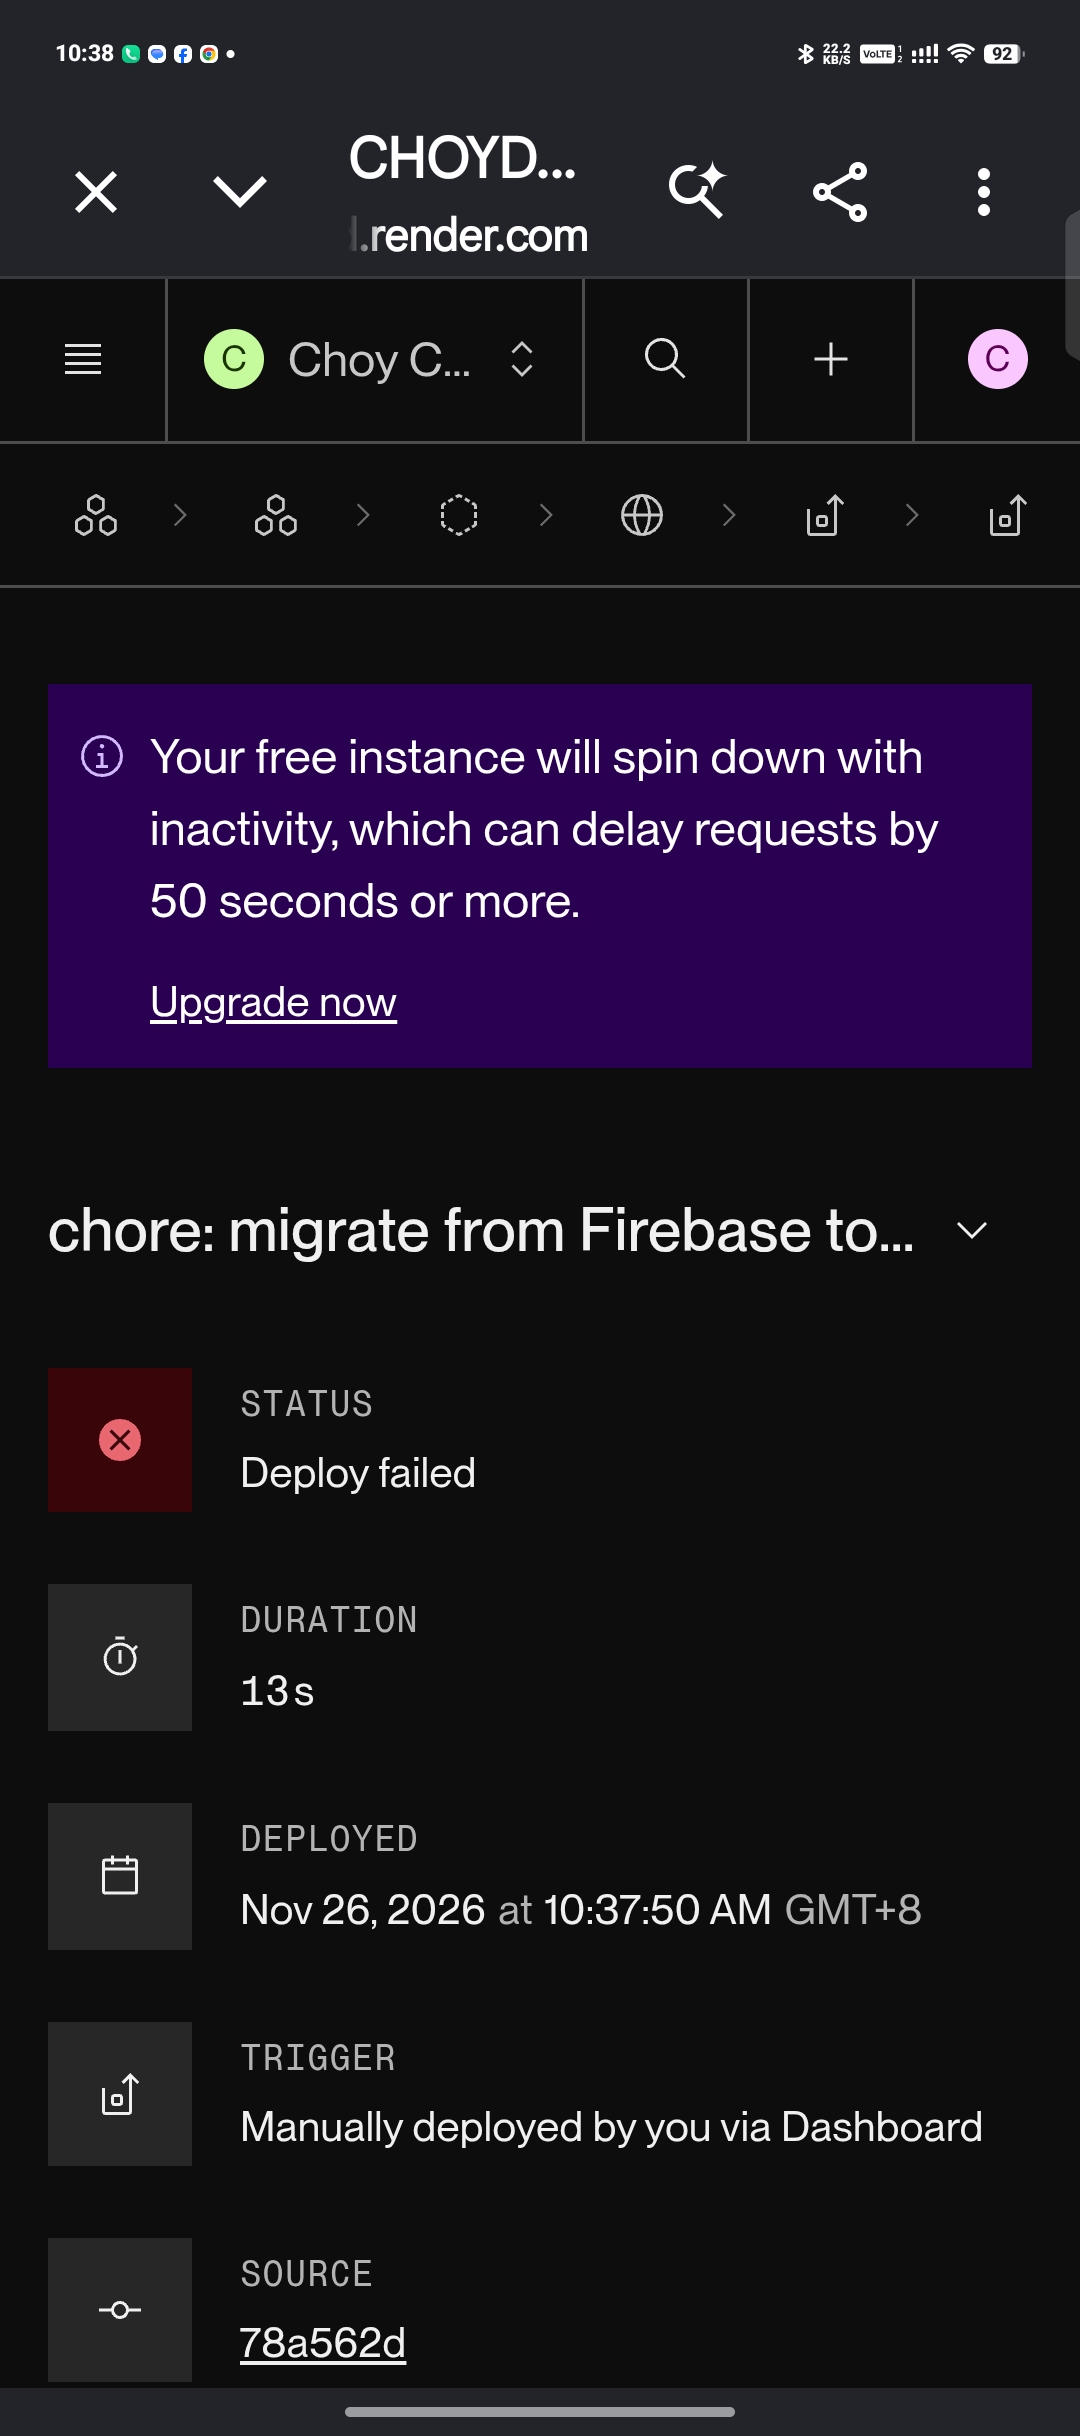 10:38
22.2 KB/S VoLTE 1 2 92
CHOYD...
.render.com
C Choy C... C
Your free instance will spin down with
inactivity, which can delay requests by
50 seconds or more.
Upgrade now
chore: migrate from Firebase to...
STATUS
Deploy failed
DURATION
13s
DEPLOYED
Nov 26, 2026 at 10:37:50 AM GMT+8
TRIGGER
Manually deployed by you via Dashboard
SOURCE
78a562d